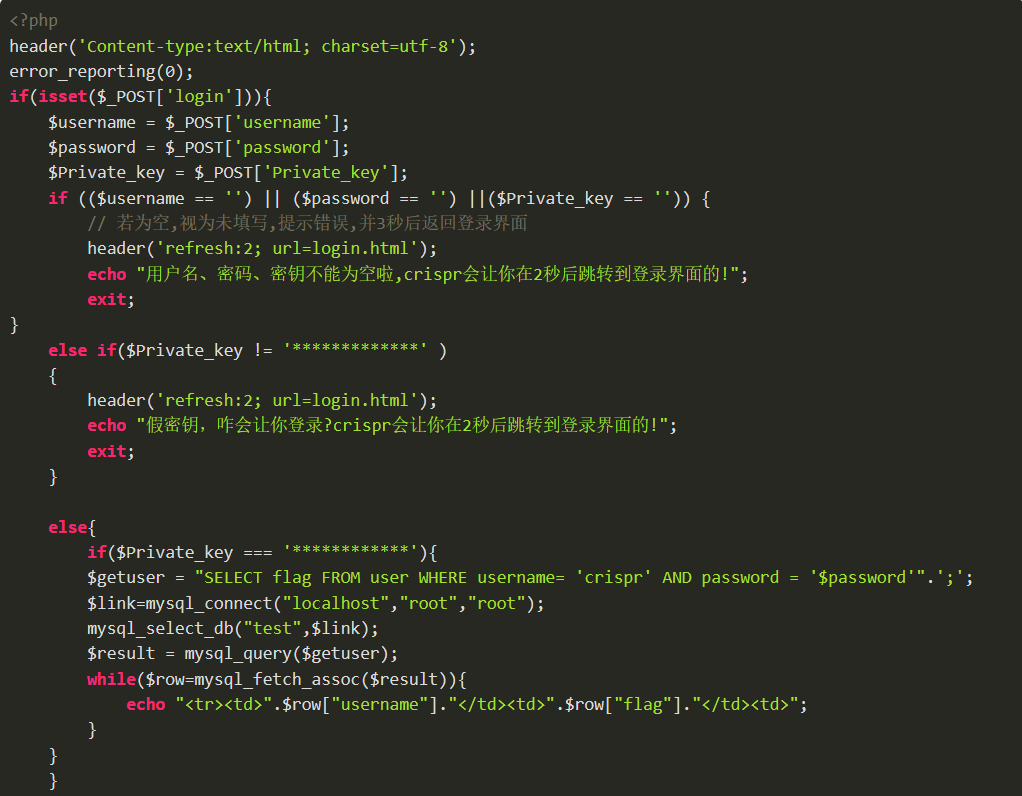 <?php
header('Content-type:text/html; charset=utf-8');
error_reporting(0);
if(isset($_POST['login'])){
    $username = $_POST['username'];
    $password = $_POST['password'];
    $Private_key = $_POST['Private_key'];
    if (($username == '') || ($password == '') ||($Private_key == '')) {
        // 若为空,视为未填写,提示错误,并3秒后返回登录界面
        header('refresh:2; url=login.html');
        echo "用户名、密码、密钥不能为空啦,crispr会让你在2秒后跳转到登录界面的!";
        exit;
}
    else if($Private_key != '*************' )
    {
        header('refresh:2; url=login.html');
        echo "假密钥，咋会让你登录?crispr会让你在2秒后跳转到登录界面的!";
        exit;
    }

    else{
        if($Private_key === '************'){
        $getuser = "SELECT flag FROM user WHERE username= 'crispr' AND password = '$password'".';';
        $link=mysql_connect("localhost","root","root");
        mysql_select_db("test",$link);
        $result = mysql_query($getuser);
        while($row=mysql_fetch_assoc($result)){
            echo "<tr><td>".$row["username"]."</td><td>".$row["flag"]."</td><td>";
        }
    }
    }